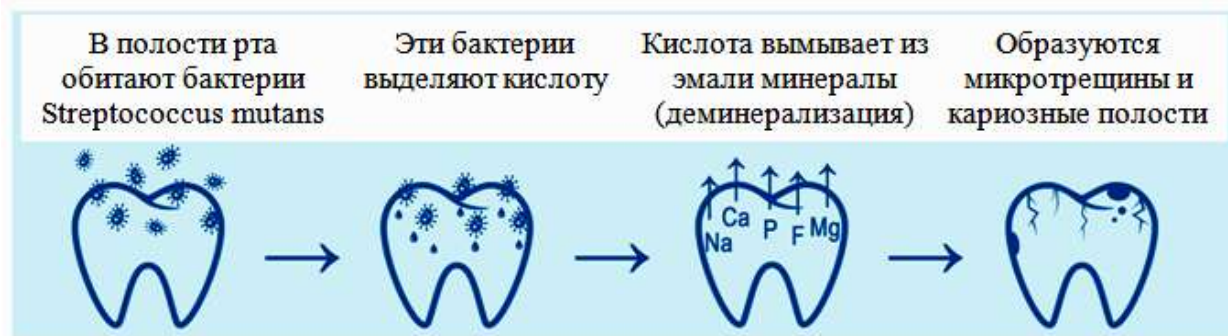 В полости рта
обитают бактерии
Streptococcus mutans
Эти бактерии
выделяют кислоту
Кислота вымывает из
эмали минералы
(деминерализация)
Образуются
микротрещины и
кариозные полости
Na
Ca
P
F
Mg